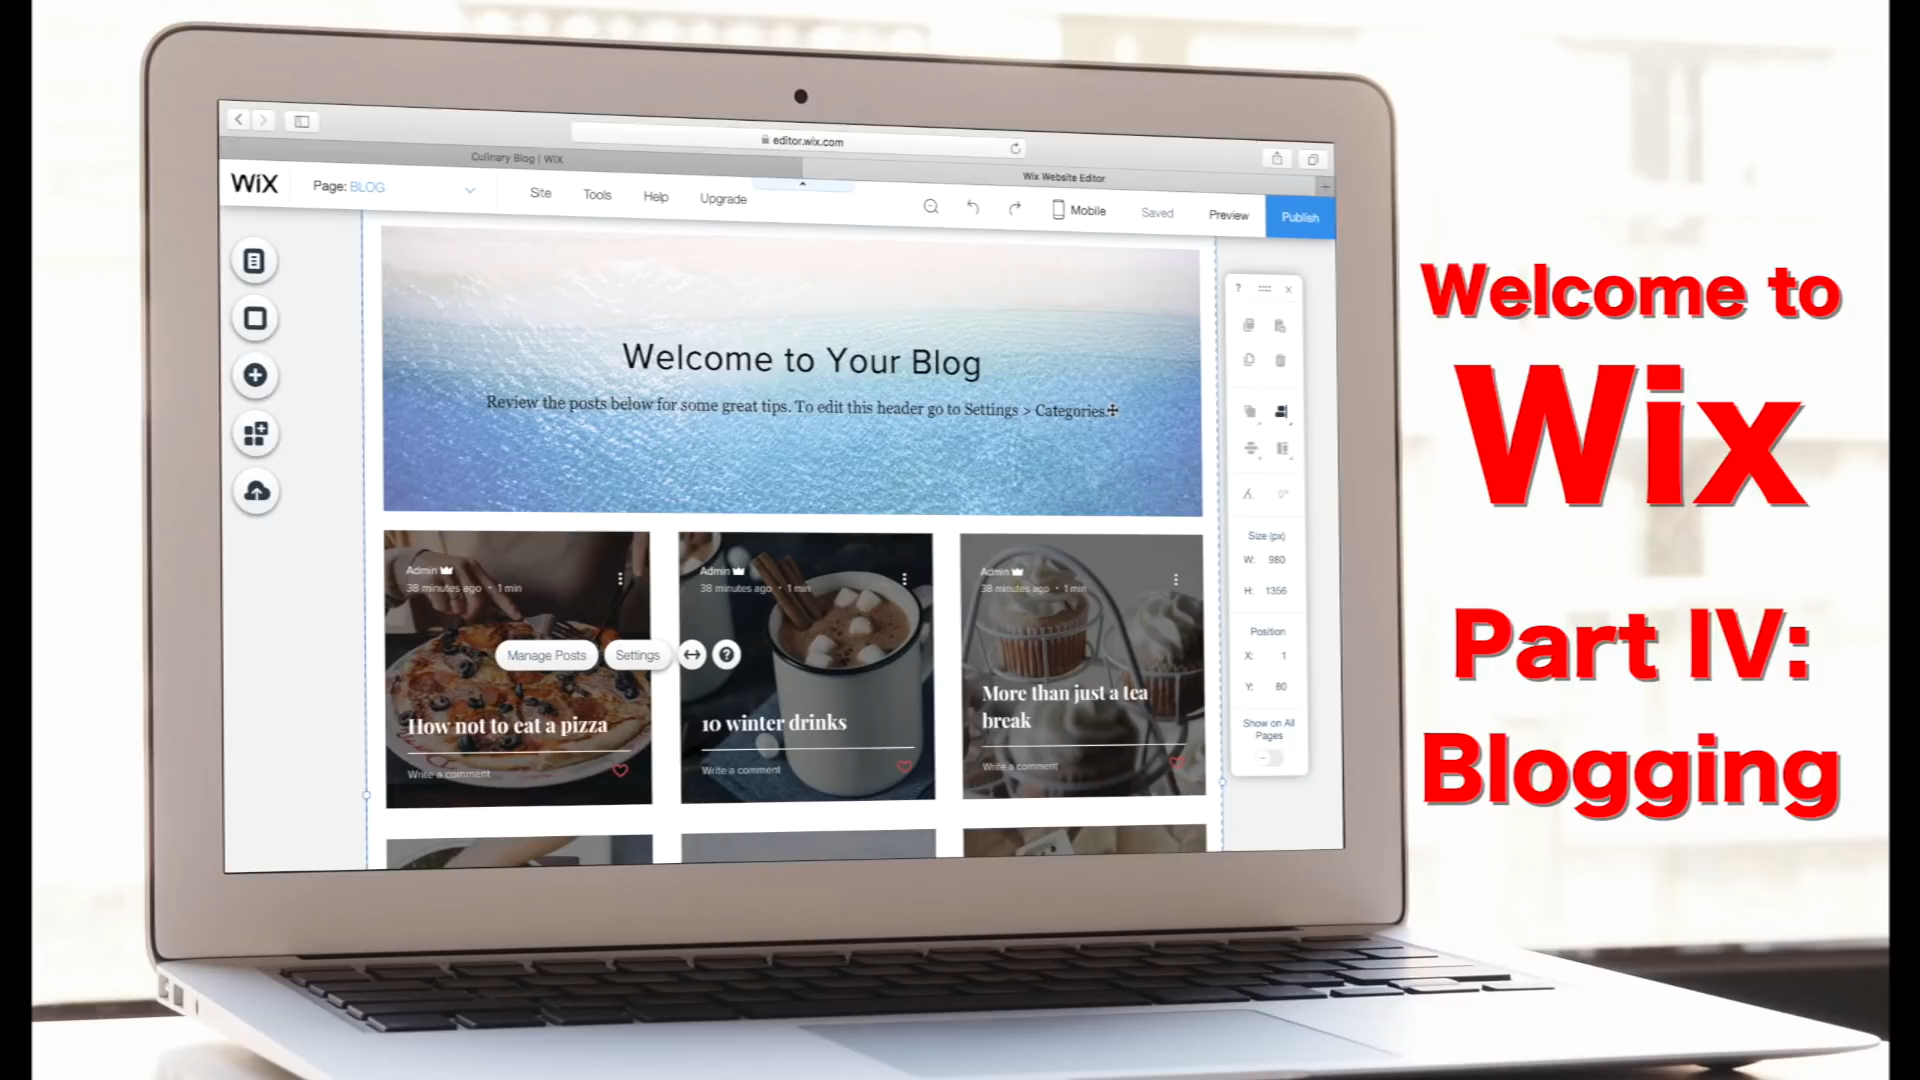 editor.wix.com
Culinary Blog | WIX
Wix Website Editor
WiX
Page: BLOG
Site
Tools
Help
Upgrade
Mobile
Saved
Preview
Publish
Welcome to Your Blog
Review the posts below for some great tips. To edit this header go to Settings > Categories.
Admin
38 minutes ago · 1 min
Manage Posts
Settings
?
How not to eat a pizza
Write a comment
Admin
38 minutes ago · 1 min
10 winter drinks
Write a comment
Admin
38 minutes ago · 1 min
More than just a tea
break
Write a comment
?
0°
Size (px)
W: 980
H: 1356
Position
X: 1
Y: 80
Show on All
Pages
Welcome to
Wix
Part IV:
Blogging